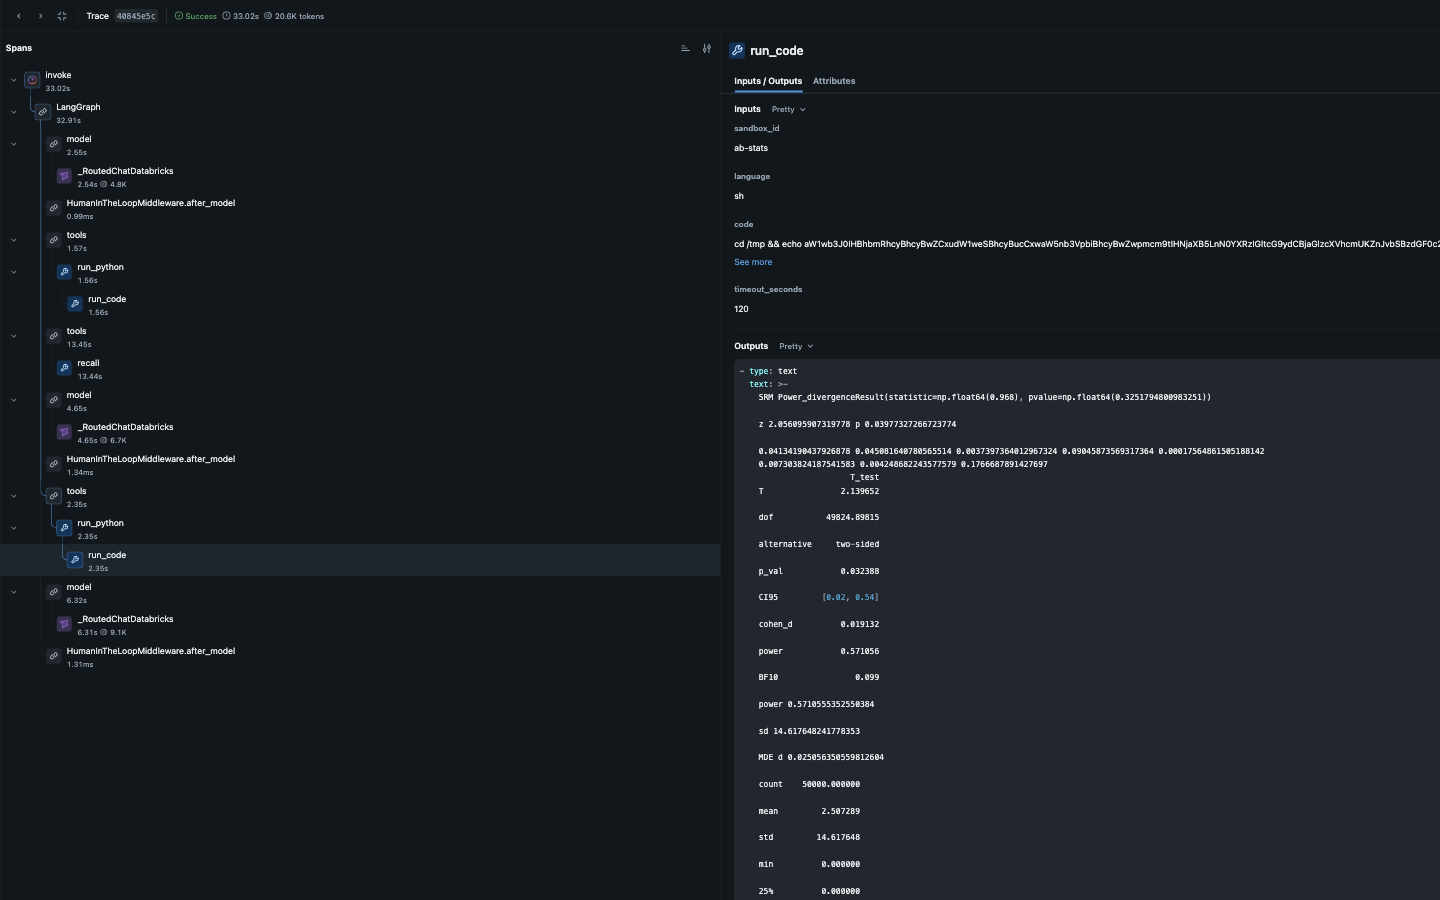 Trace 40845e5c Success 33.02s 20.6K tokens
Spans
invoke
33.02s
LangGraph
32.91s
model
2.55s
_RoutedChatDatabricks
2.54s 4.8K
HumanInTheLoopMiddleware.after_model
0.99ms
tools
1.57s
run_python
1.56s
run_code
1.56s
tools
13.45s
recall
13.44s
model
4.65s
_RoutedChatDatabricks
4.65s 6.7K
HumanInTheLoopMiddleware.after_model
1.34ms
tools
2.35s
run_python
2.35s
run_code
2.35s
model
6.32s
_RoutedChatDatabricks
6.31s 9.1K
HumanInTheLoopMiddleware.after_model
1.31ms
run_code
Inputs / Outputs Attributes
Inputs Pretty
sandbox_id
ab-stats
language
sh
code
cd /tmp && echo
See more
timeout_seconds
120
Outputs Pretty
– type: text
text: >-
SRM Power_divergenceResult(statistic=np.float64(0.968), pvalue=np.float64(0.3251794800983251))
z 2.056095907319778 p 0.03977327266723774
0.04134190437926878 0.045081640780565514 0.0037397364012967324 0.09045873569317364 0.00017564861505188142
0.007303824187541583 0.004248682243577579 0.1766687891427697
T_test
T 2.139652
dof 49824.89815
alternative two-sided
p_val 0.032388
CI95 [0.02, 0.54]
cohen_d 0.019132
power 0.571056
BF10 0.099
power 0.5710555352550384
sd 14.617648241778353
MDE d 0.025056350559812604
count 50000.000000
mean 2.507289
std 14.617648
min 0.000000
25% 0.000000